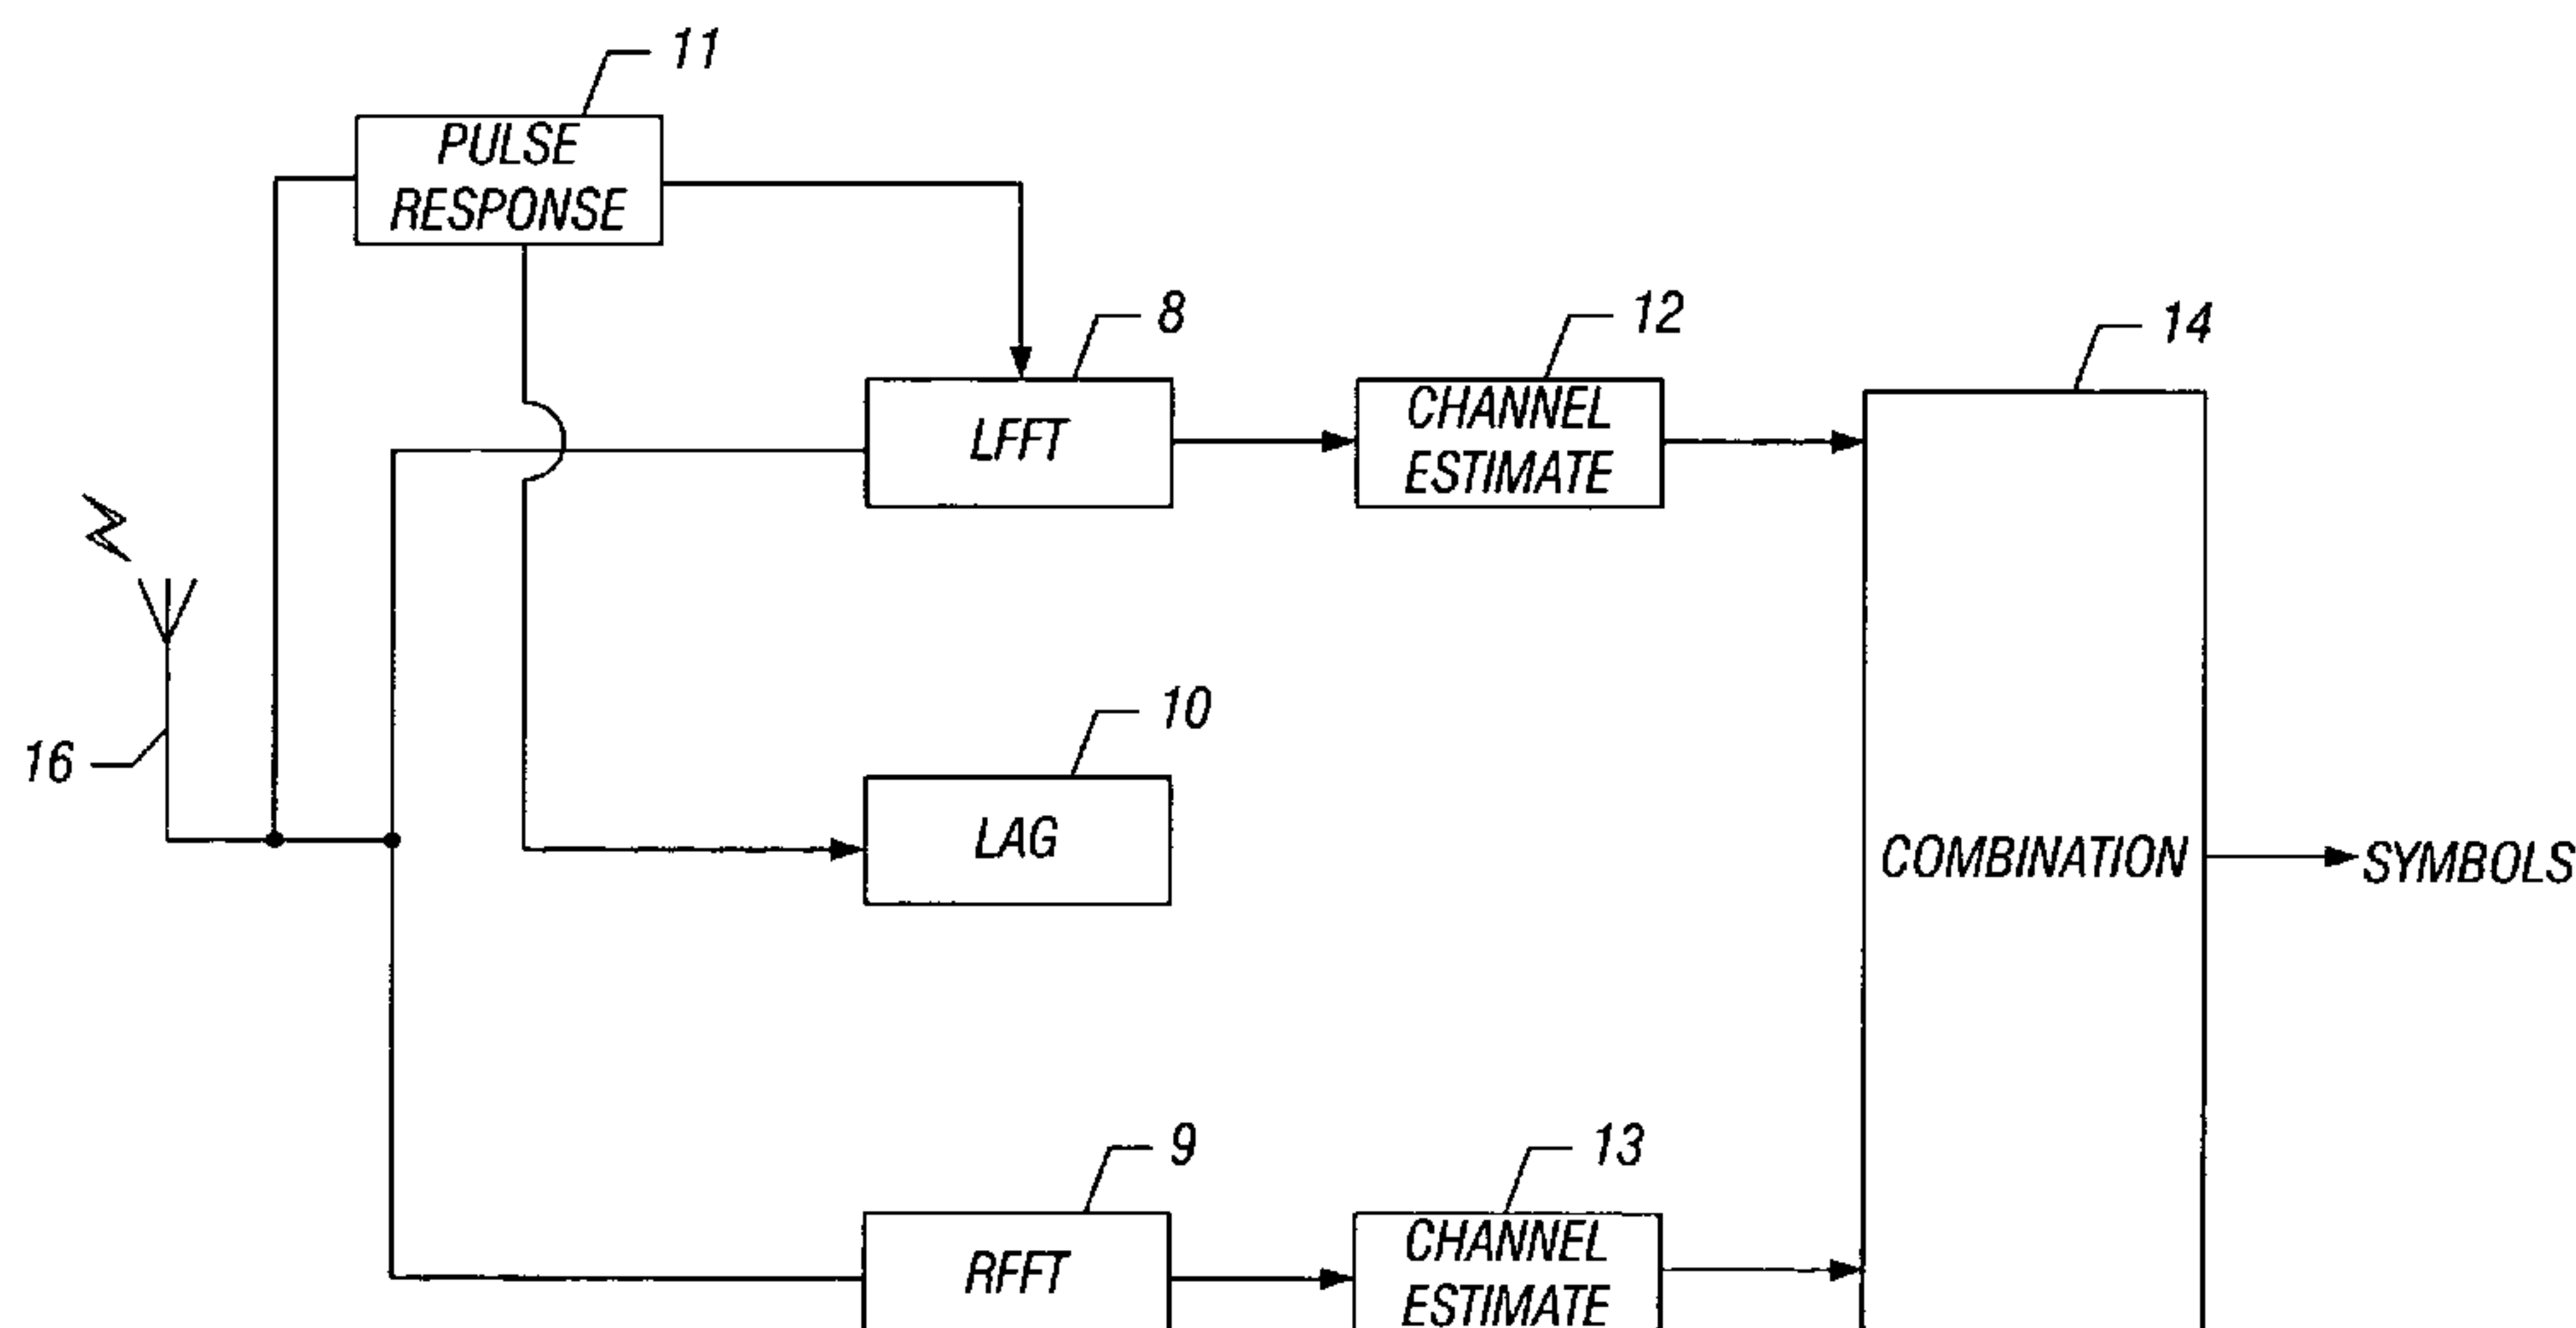 11
PULSE
RESPONSE
8
12
14
LFFT
CHANNEL
ESTIMATE
10
16
LAG
COMBINATION
SYMBOLS
9
13
RFFT
CHANNEL
ESTIMATE